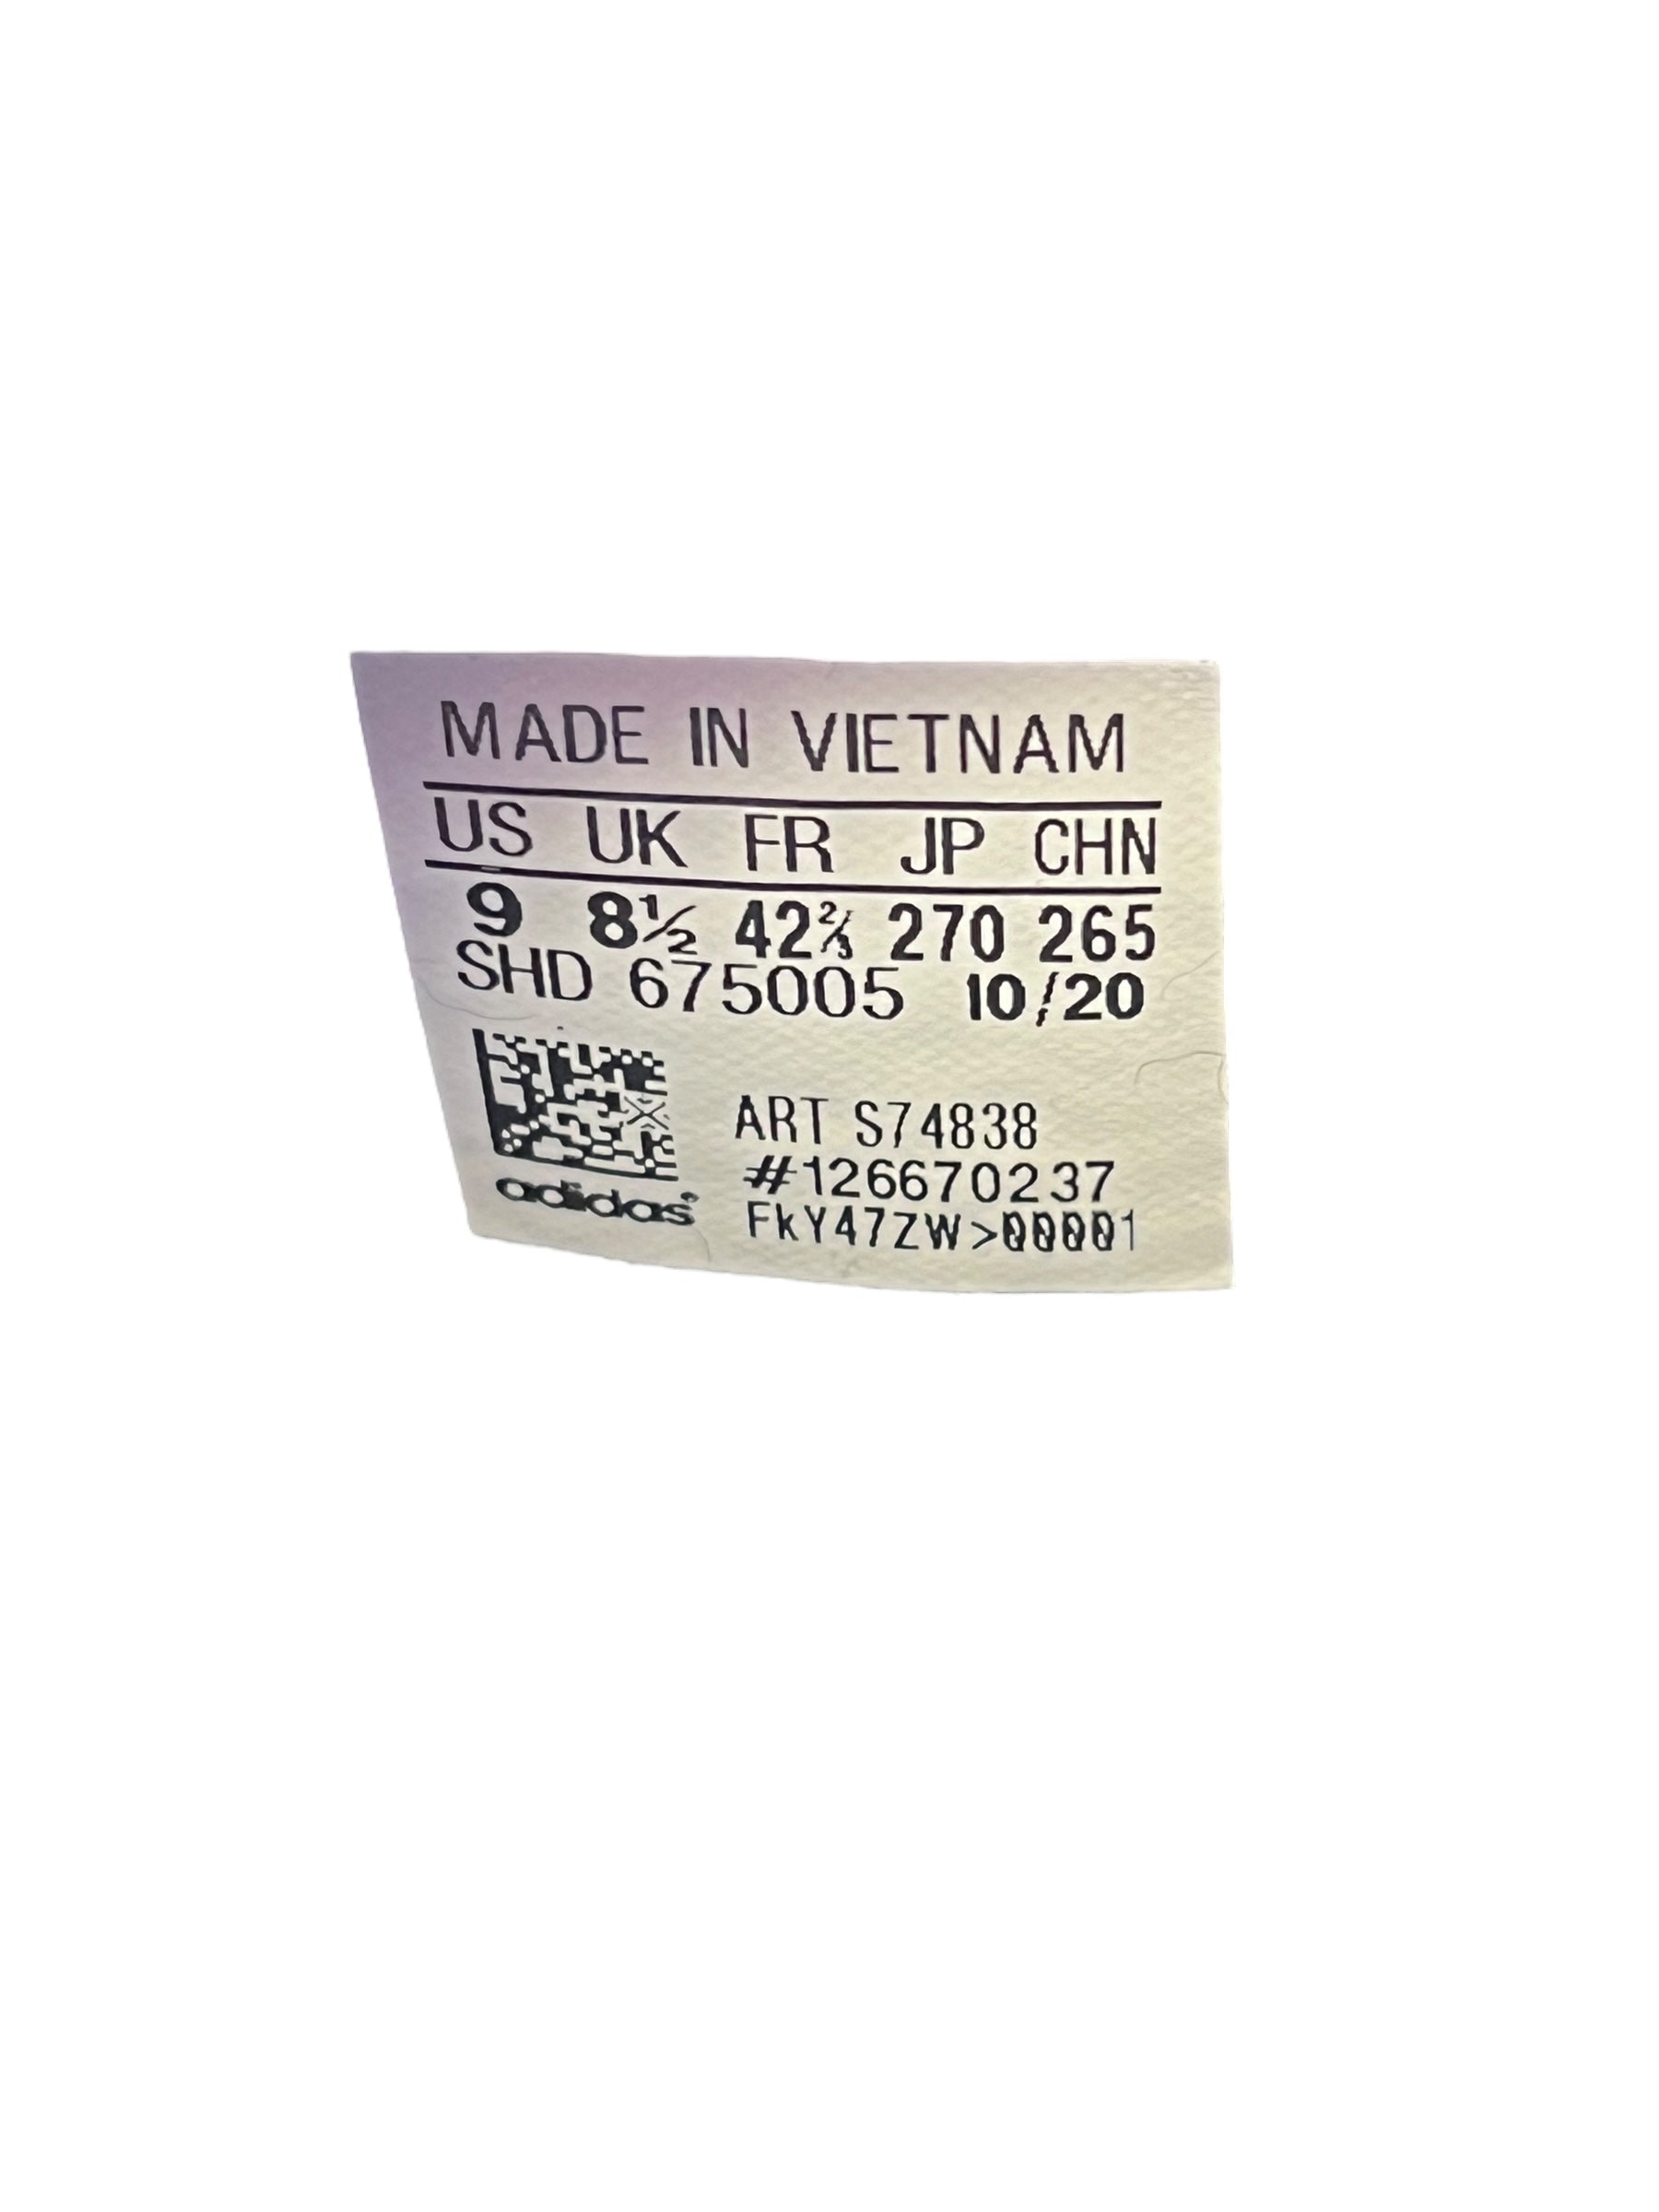 MADE IN VIETNAM
US UK FR JP CHN
9 8½ 42⅔ 270 265
SHD 675005 10/20
ART S74838
#126670237
adidas®
FkY47ZW>00001